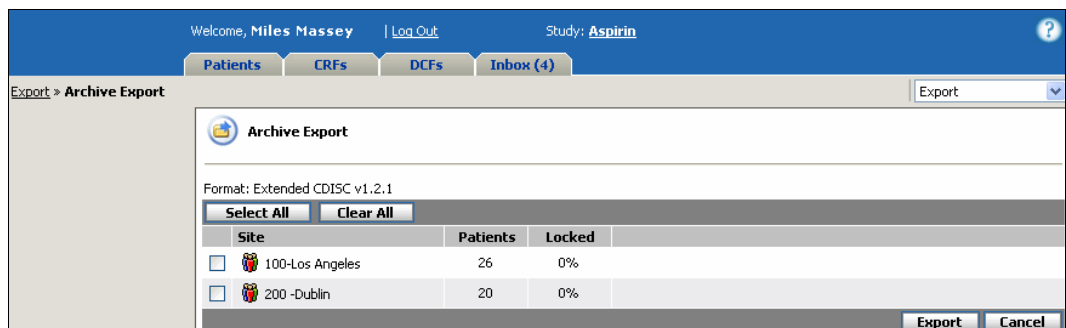 Welcome, Miles Massey | Log Out Study: Aspirin ?
Patients CRFs DCFs Inbox (4)
Export » Archive Export Export
Archive Export
Format: Extended CDISC v1.2.1
Select All Clear All
Site Patients Locked
100-Los Angeles 26 0%
200 -Dublin 20 0%
Export Cancel